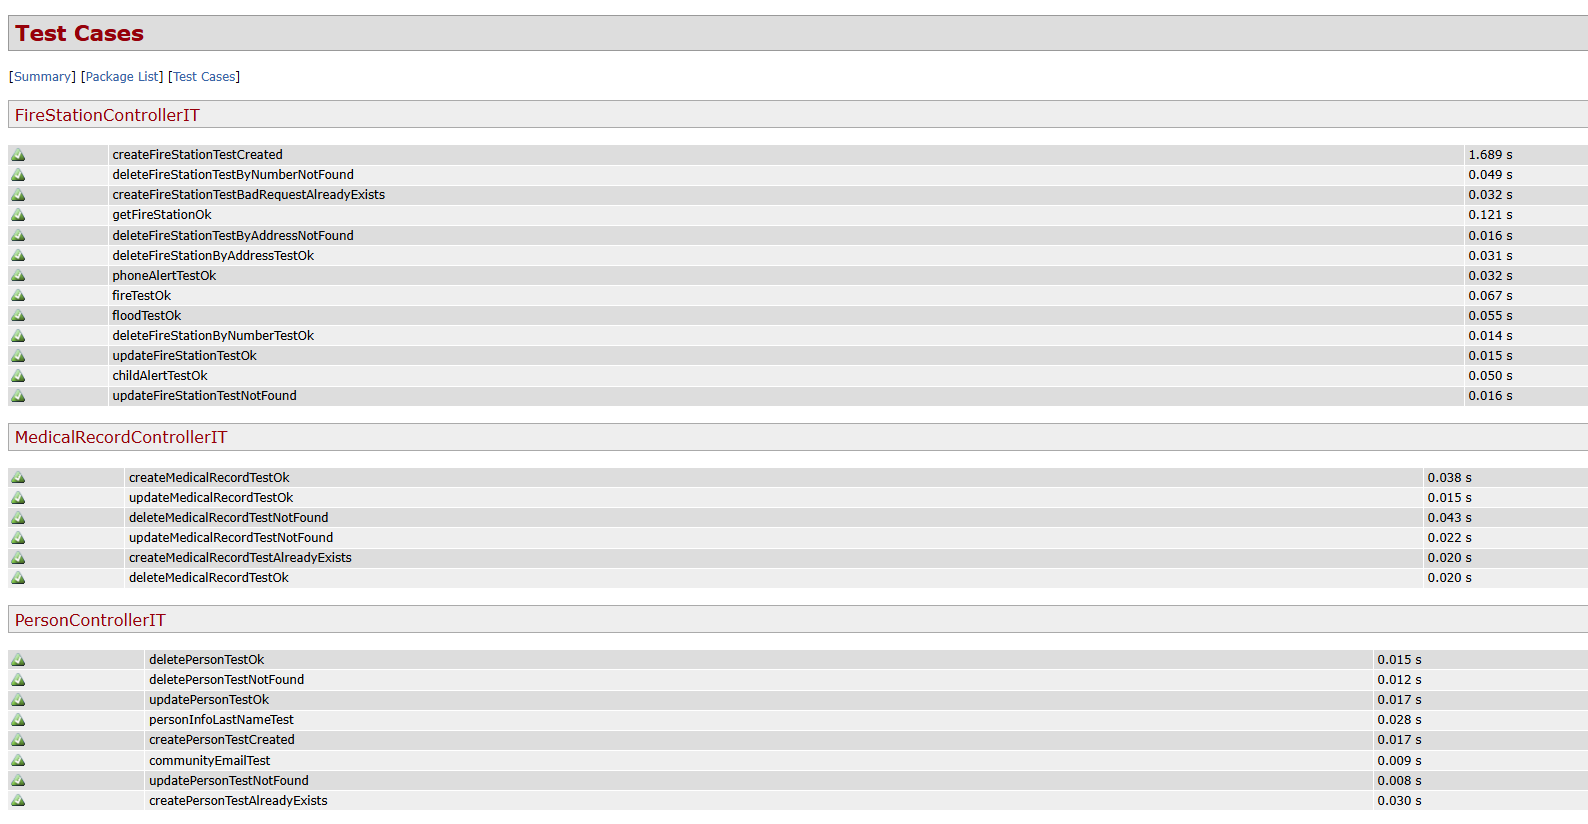 Test Cases
[Summary] [Package List] [Test Cases]
FireStationControllerIT
createFireStationTestCreated 1.689 s
deleteFireStationTestByNumberNotFound 0.049 s
createFireStationTestBadRequestAlreadyExists 0.032 s
getFireStationOk 0.121 s
deleteFireStationTestByAddressNotFound 0.016 s
deleteFireStationByAddressTestOk 0.031 s
phoneAlertTestOk 0.032 s
fireTestOk 0.067 s
floodTestOk 0.055 s
deleteFireStationByNumberTestOk 0.014 s
updateFireStationTestOk 0.015 s
childAlertTestOk 0.050 s
updateFireStationTestNotFound 0.016 s
MedicalRecordControllerIT
createMedicalRecordTestOk 0.038 s
updateMedicalRecordTestOk 0.015 s
deleteMedicalRecordTestNotFound 0.043 s
updateMedicalRecordTestNotFound 0.022 s
createMedicalRecordTestAlreadyExists 0.020 s
deleteMedicalRecordTestOk 0.020 s
PersonControllerIT
deletePersonTestOk 0.015 s
deletePersonTestNotFound 0.012 s
updatePersonTestOk 0.017 s
personInfoLastNameTest 0.028 s
createPersonTestCreated 0.017 s
communityEmailTest 0.009 s
updatePersonTestNotFound 0.008 s
createPersonTestAlreadyExists 0.030 s